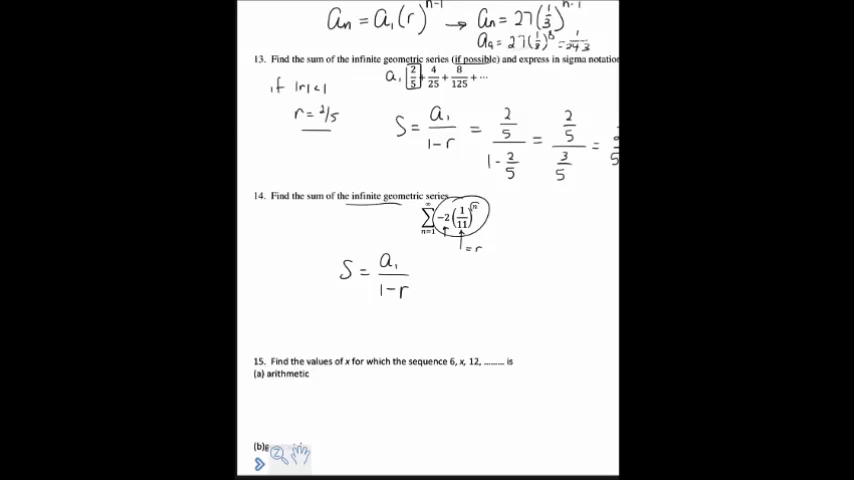 an = a1(r)^n-1 → an = 27(1/3)^n-1
a9 = 27(1/3)^8 = 1/243
13. Find the sum of the infinite geometric series (if possible) and express in sigma notation
a1 2/5 + 4/25 + 8/125 + ...
if |r|<1
r = 2/5
S = a1/1-r = 2/5/1-2/5 = 2/5/3/5 =
14. Find the sum of the infinite geometric series
∞∑n=1 -2(1/11)^n
= r
S = a1/1-r
15. Find the values of x for which the sequence 6, x, 12, ......... is
(a) arithmetic
(b)